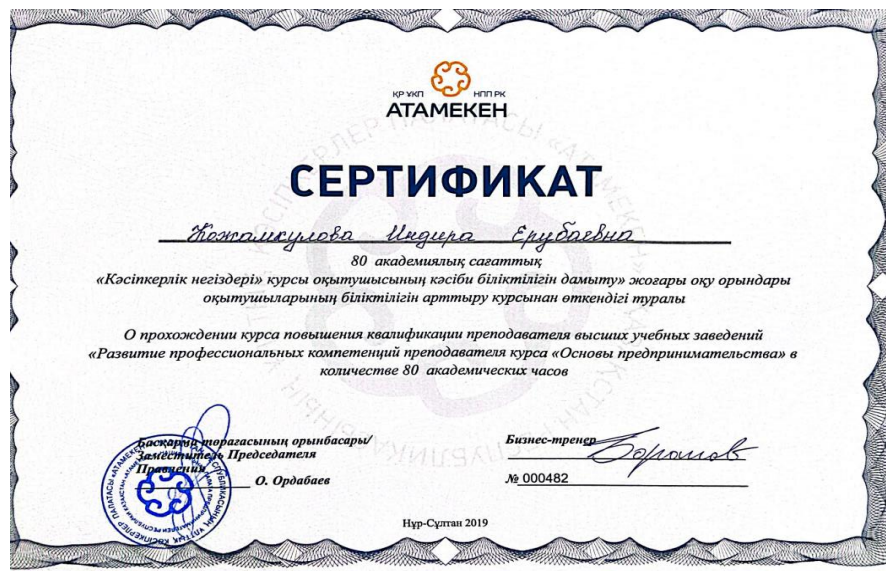 ҚР ҰКП НПП РК
АТАМЕКЕН
СЕРТИФИКАТ
Кожамкулова Индира Ерубаевна
80 академиялық сағаттық
«Кәсіпкерлік негіздері» курсы оқытушысының кәсіби біліктілігін дамыту» жоғары оқу орындары
оқытушыларының біліктілігін арттыру курсынан өткендігі туралы
О прохождении курса повышения квалификации преподавателя высших учебных заведений
«Развитие профессиональных компетенций преподавателя курса «Основы предпринимательства» в
количестве 80 академических часов
Басқарма төрағасының орынбасары/
Заместитель Председателя
Правления
О. Ордабаев
Бизнес-тренер
№ 000482
Нұр-Сұлтан 2019